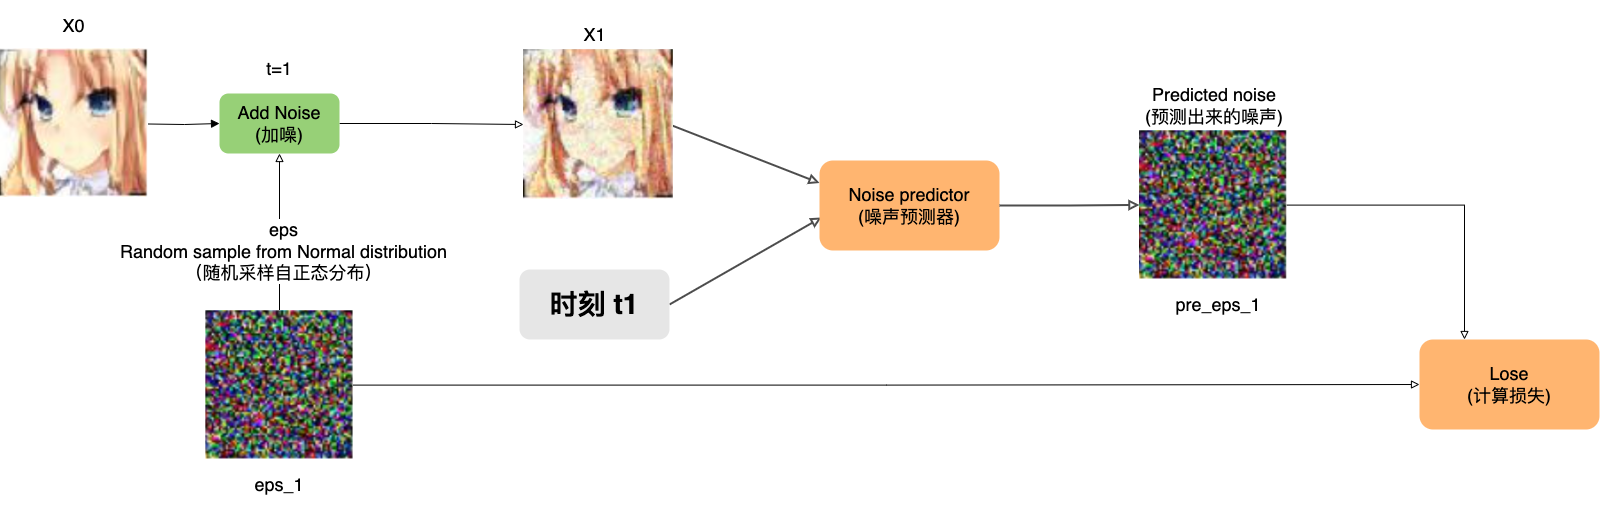 X0
t=1
Add Noise
(加噪)
X1
eps
Random sample from Normal distribution
（随机采样自正态分布）
eps_1
时刻 t1
Noise predictor
(噪声预测器)
Predicted noise
(预测出来的噪声)
pre_eps_1
Lose
(计算损失)